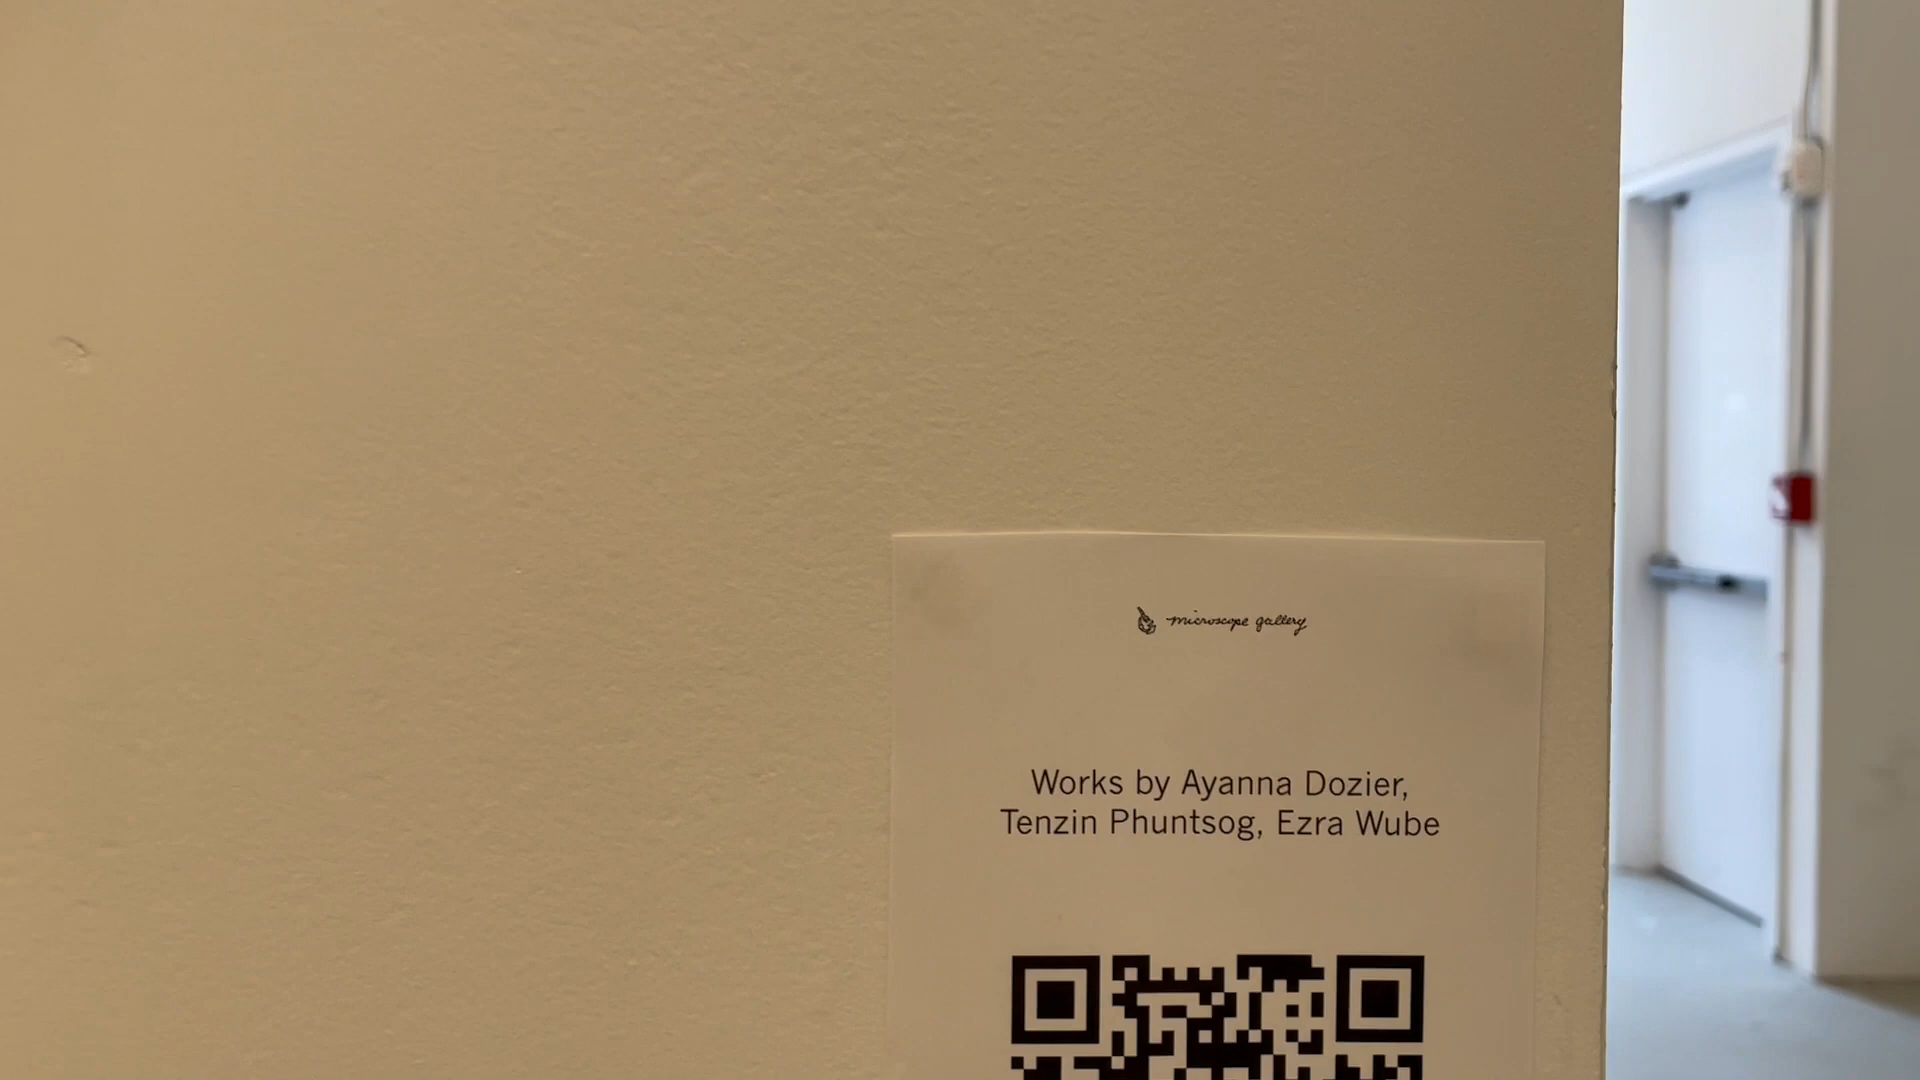 microscope gallery
Works by Ayanna Dozier,
Tenzin Phuntsog, Ezra Wube